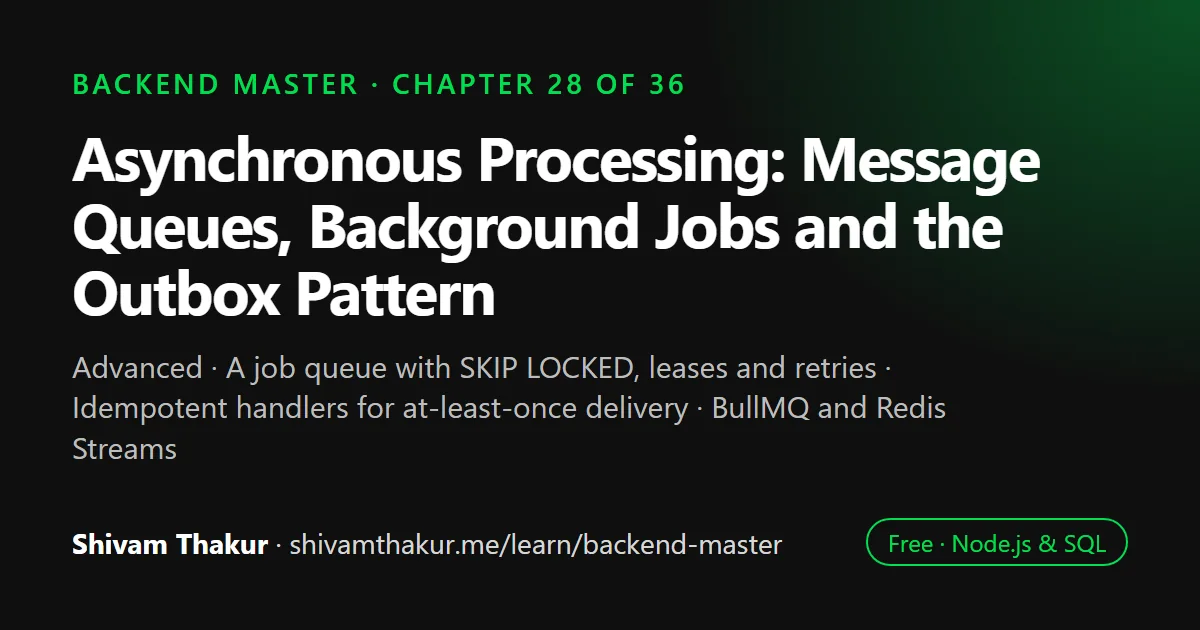 BACKEND MASTER · CHAPTER 28 OF 36
Asynchronous Processing: Message
Queues, Background Jobs and the
Outbox Pattern
Advanced · A job queue with SKIP LOCKED, leases and retries ·
Idempotent handlers for at-least-once delivery · BullMQ and Redis
Streams
Shivam Thakur · shivamthakur.me/learn/backend-master
Free · Node.js & SQL